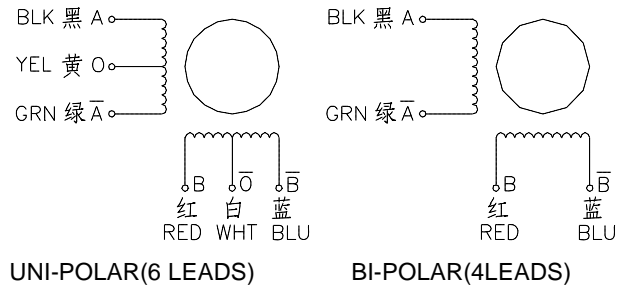 BLK 黑 A
YEL 黄 O
GRN 绿 A̅
B O̅ B̅
红 白 蓝
RED WHT BLU
UNI-POLAR(6 LEADS)
BLK 黑 A
GRN 绿 A̅
B B̅
红 蓝
RED BLU
BI-POLAR(4LEADS)